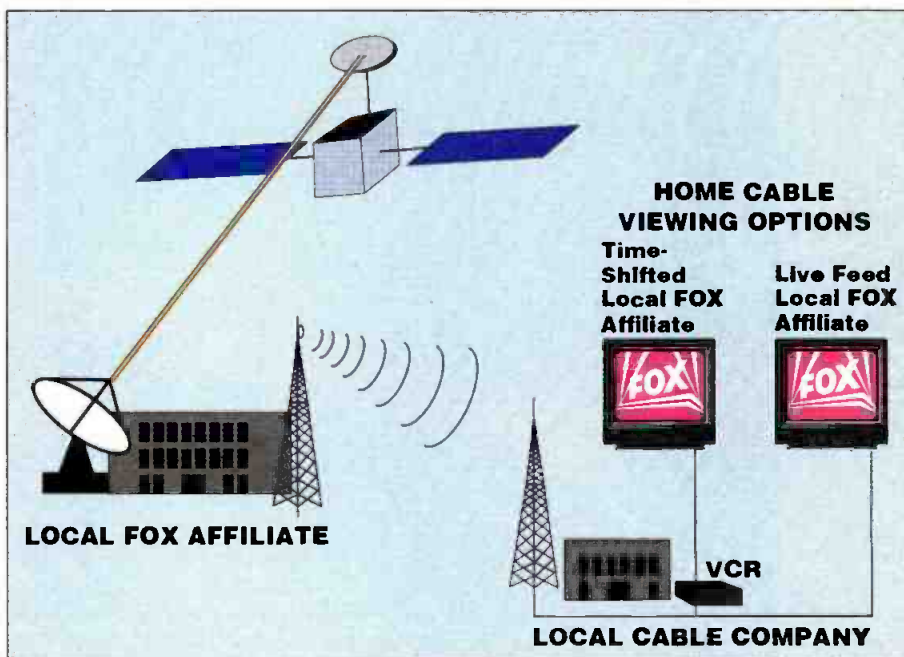 HOME CABLE
VIEWING OPTIONS
Time-
Shifted
Local FOX
Affiliate
Live Feed
Local FOX
Affiliate
FOX
FOX
LOCAL FOX AFFILIATE
VCR
LOCAL CABLE COMPANY